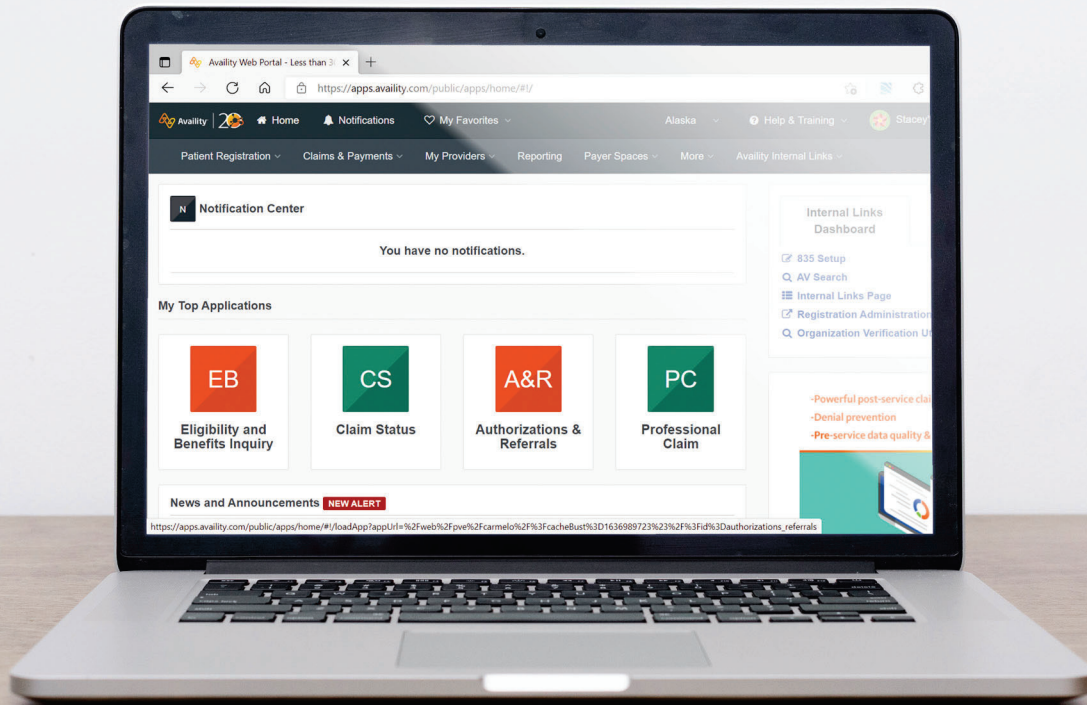 Availity Web Portal - Less than 3
https://apps.availity.com/public/apps/home/#!/
Availity | 20 Home Notifications My Favorites Alaska Help & Training Stacey
Patient Registration Claims & Payments My Providers Reporting Payer Spaces More Availity Internal Links
N Notification Center
You have no notifications.
My Top Applications
EB
Eligibility and
Benefits Inquiry
CS
Claim Status
A&R
Authorizations &
Referrals
PC
Professional
Claim
News and Announcements NEW ALERT
https://apps.availity.com/public/apps/home/#!/loadApp?appUrl=%2Fweb%2Fpve%2Fcarmelo%2F%3FcacheBust%3D1636989723%23%2F%3Fid%3Dauthorizations_referrals
Internal Links
Dashboard
835 Setup
AV Search
Internal Links Page
Registration Administration
Organization Verification Ut
-Powerful post-service clai
-Denial prevention
-Pre-service data quality &